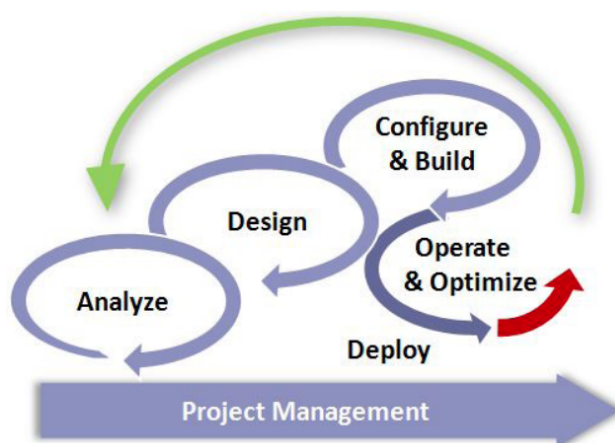 Configure
& Build
Design
Operate
& Optimize
Analyze
Deploy
Project Management